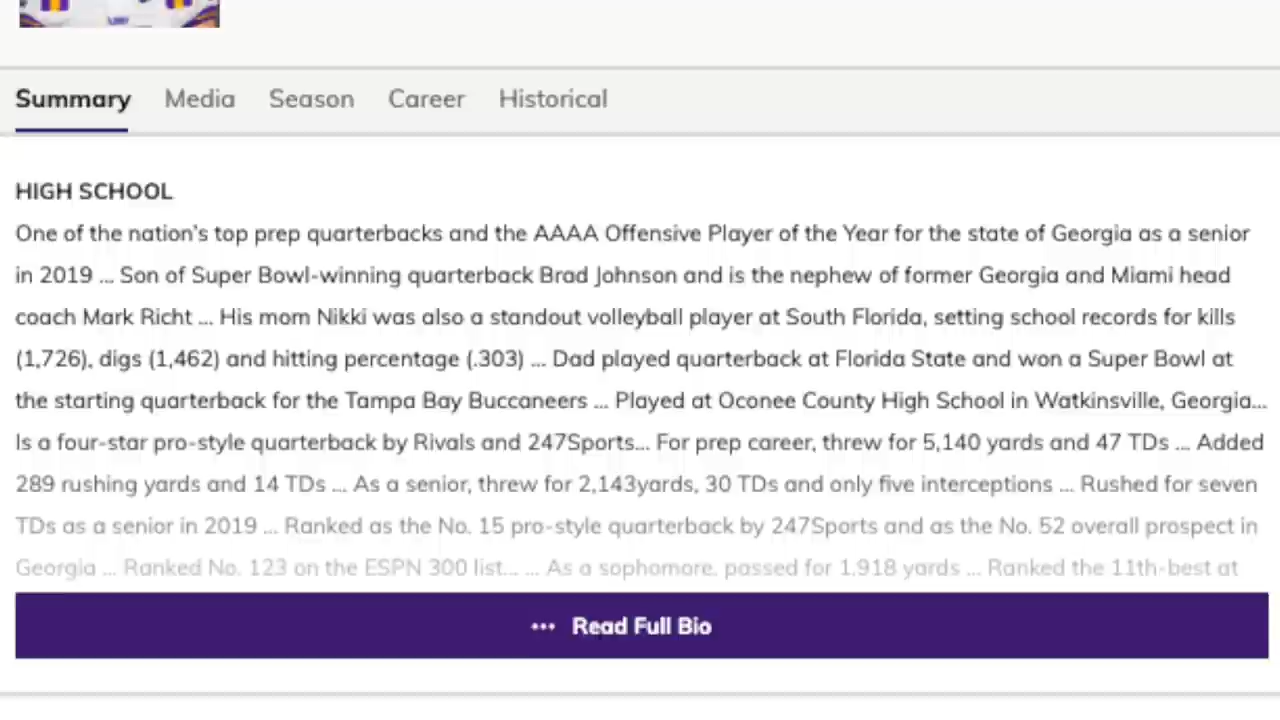 Summary Media Season Career Historical
HIGH SCHOOL
One of the nation's top prep quarterbacks and the AAAA Offensive Player of the Year for the state of Georgia as a senior
in 2019 ... Son of Super Bowl-winning quarterback Brad Johnson and is the nephew of former Georgia and Miami head
coach Mark Richt ... His mom Nikki was also a standout volleyball player at South Florida, setting school records for kills
(1,726), digs (1,462) and hitting percentage (.303) ... Dad played quarterback at Florida State and won a Super Bowl at
the starting quarterback for the Tampa Bay Buccaneers ... Played at Oconee County High School in Watkinsville, Georgia...
Is a four-star pro-style quarterback by Rivals and 247Sports... For prep career, threw for 5,140 yards and 47 TDs ... Added
289 rushing yards and 14 TDs ... As a senior, threw for 2,143yards, 30 TDs and only five interceptions ... Rushed for seven
TDs as a senior in 2019 ... Ranked as the No. 15 pro-style quarterback by 247Sports and as the No. 52 overall prospect in
Georgia ... Ranked No. 123 on the ESPN 300 list... ... As a sophomore, passed for 1,918 yards ... Ranked the 11th-best at
... Read Full Bio